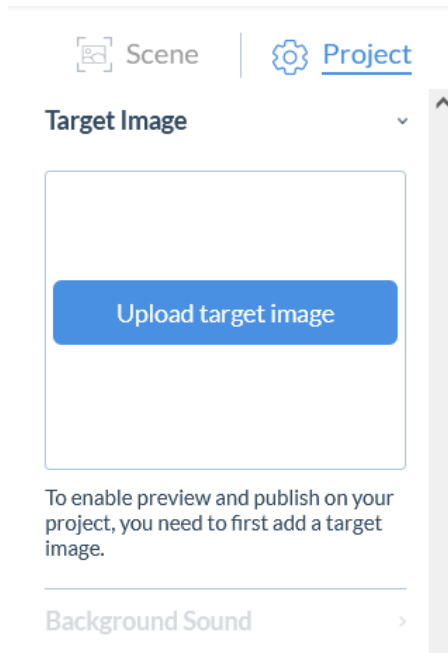 Scene
Project
Target Image
Upload target image
To enable preview and publish on your
project, you need to first add a target
image.
Background Sound